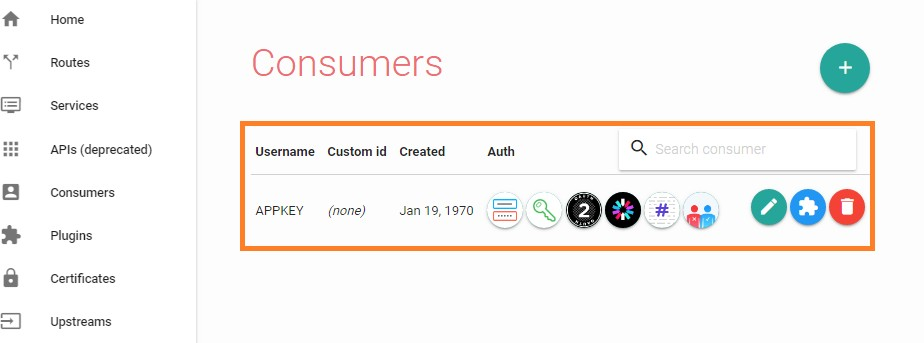 Home
Routes
Services
APIs (deprecated)
Consumers
Plugins
Certificates
Upstreams
Consumers
+
Username Custom id Created Auth Search consumer
APPKEY (none) Jan 19, 1970 2 #